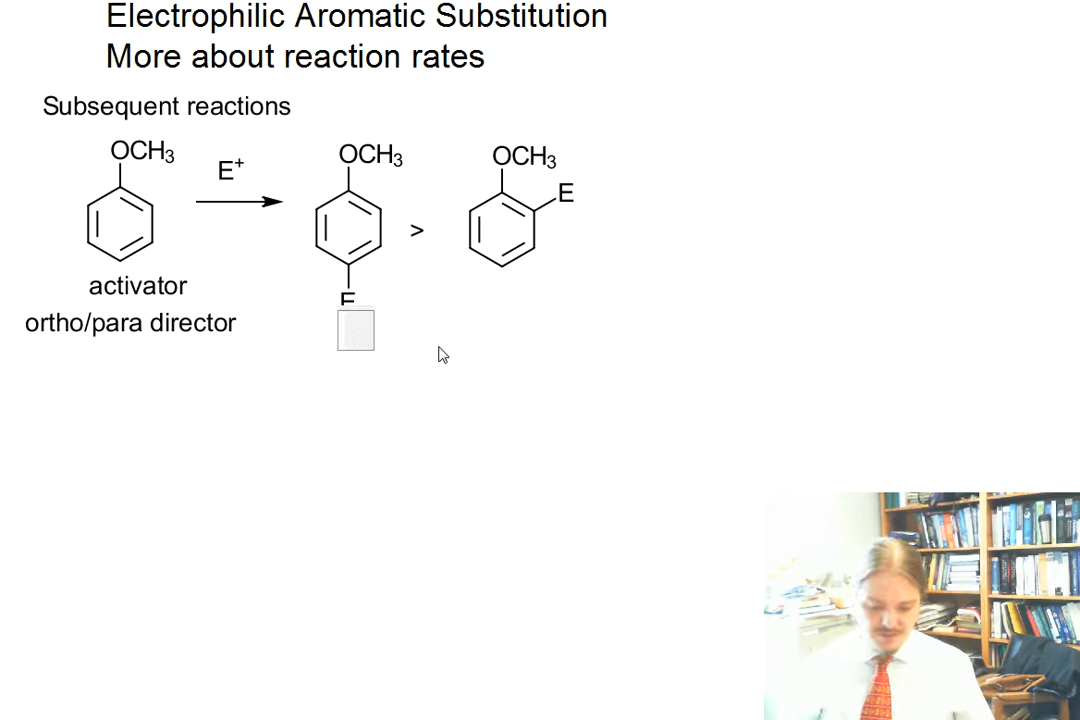 Electrophilic Aromatic Substitution
More about reaction rates
Subsequent reactions
OCH₃
E⁺
OCH₃
OCH₃
E
>
activator
ortho/para director